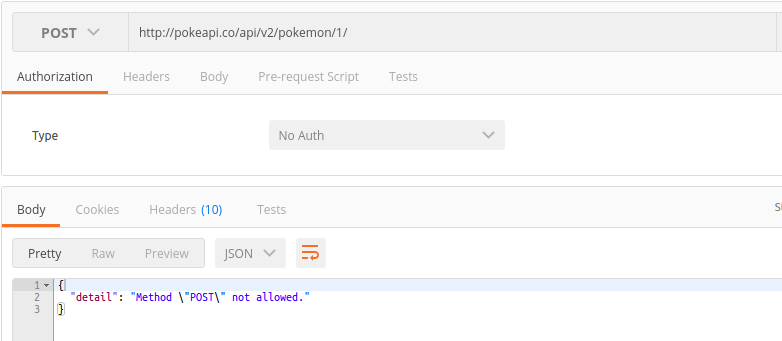 POST http://pokeapi.co/api/v2/pokemon/1/
Authorization Headers Body Pre-request Script Tests
Type No Auth
Body Cookies Headers (10) Tests
Pretty Raw Preview JSON
1 {
2 "detail": "Method \"POST\" not allowed."
3 }